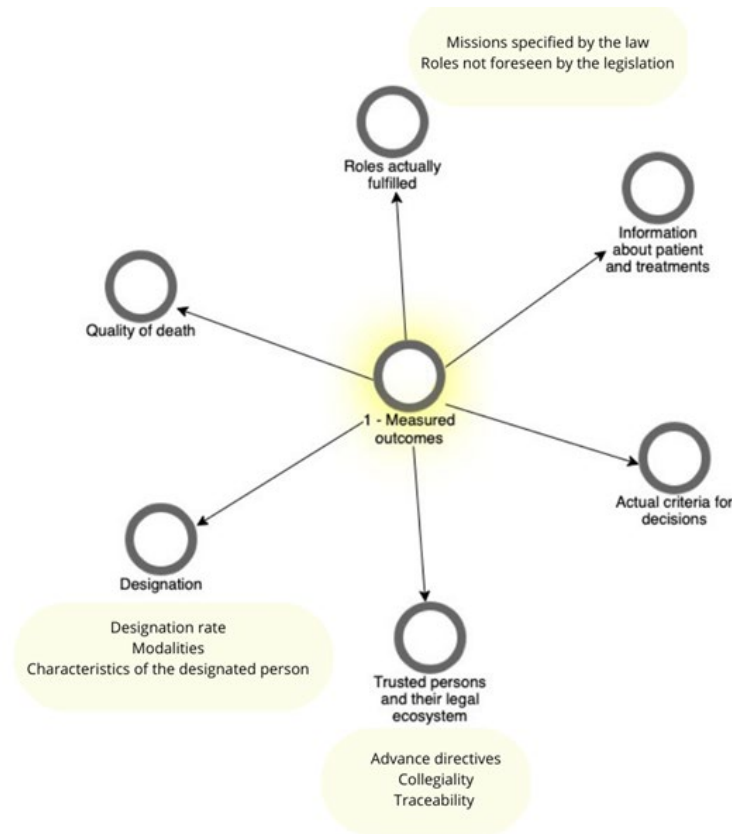 Missions specified by the law
Roles not foreseen by the legislation
Roles actually
fulfilled
Information
about patient
and treatments
Quality of death
1 - Measured
outcomes
Actual criteria for
decisions
Designation
Designation rate
Modalities
Characteristics of the designated person
Trusted persons
and their legal
ecosystem
Advance directives
Collegiality
Traceability